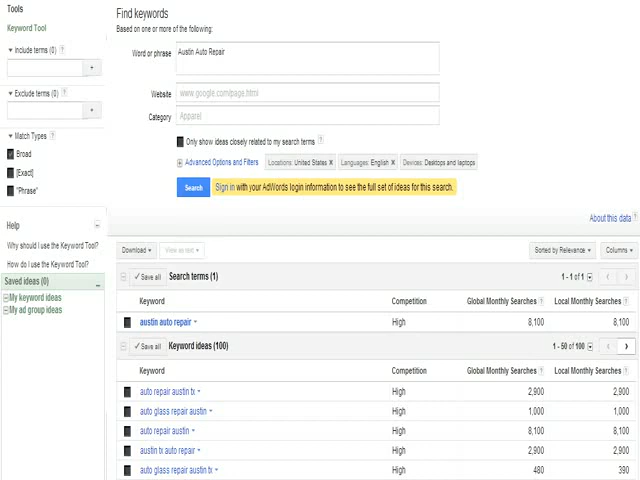 Tools
Keyword Tool
Include terms (0) ?
+
Exclude terms (0) ?
+
Match Types ?
Broad
[Exact]
"Phrase"
Help
Why should I use the Keyword Tool?
How do I use the Keyword Tool?
Saved ideas (0)
My keyword ideas
My ad group ideas
Find keywords
Based on one or more of the following:
Word or phrase Austin Auto Repair
Website www.google.com/page.html
Category Apparel
Only show ideas closely related to my search terms ?
Advanced Options and Filters Locations: United States x Languages: English x Devices: Desktops and laptops
Search Sign in with your AdWords login information to see the full set of ideas for this search.
About this data ?
Download View as text Sorted by Relevance Columns
Save all Search terms (1) 1 - 1 of 1
Keyword Competition Global Monthly Searches ? Local Monthly Searches ?
austin auto repair High 8,100 8,100
Save all Keyword ideas (100) 1 - 50 of 100
Keyword Competition Global Monthly Searches ? Local Monthly Searches ?
auto repair austin tx High 2,900 2,900
auto glass repair austin High 1,000 1,000
auto repair austin High 8,100 8,100
austin tx auto repair High 2,900 2,900
auto glass repair austin tx High 480 390